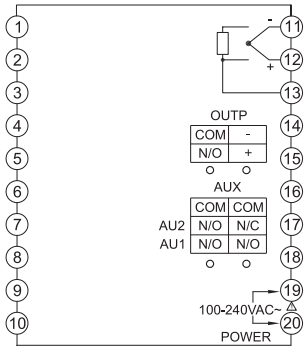 1 - 11
2 + 12
3 13
OUTP
4 COM - 14
5 N/O + 15
AUX
6 COM COM 16
7 AU2 N/O N/C 17
8 AU1 N/O N/O 18
9 19
100-240VAC~
10 20
POWER